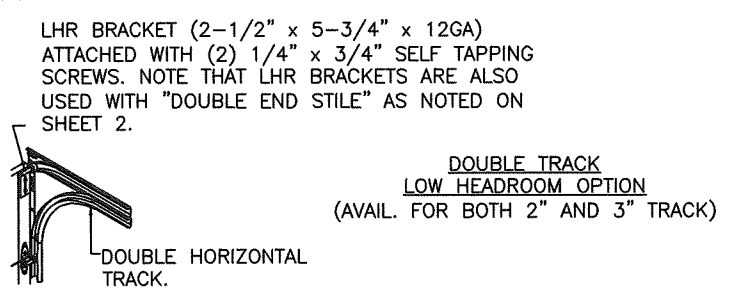 LHR BRACKET (2-1/2" x 5-3/4" x 12GA)
ATTACHED WITH (2) 1/4" x 3/4" SELF TAPPING
SCREWS. NOTE THAT LHR BRACKETS ARE ALSO
USED WITH "DOUBLE END STILE" AS NOTED ON
SHEET 2.
DOUBLE TRACK
LOW HEADROOM OPTION
(AVAIL. FOR BOTH 2" AND 3" TRACK)
DOUBLE HORIZONTAL
TRACK.